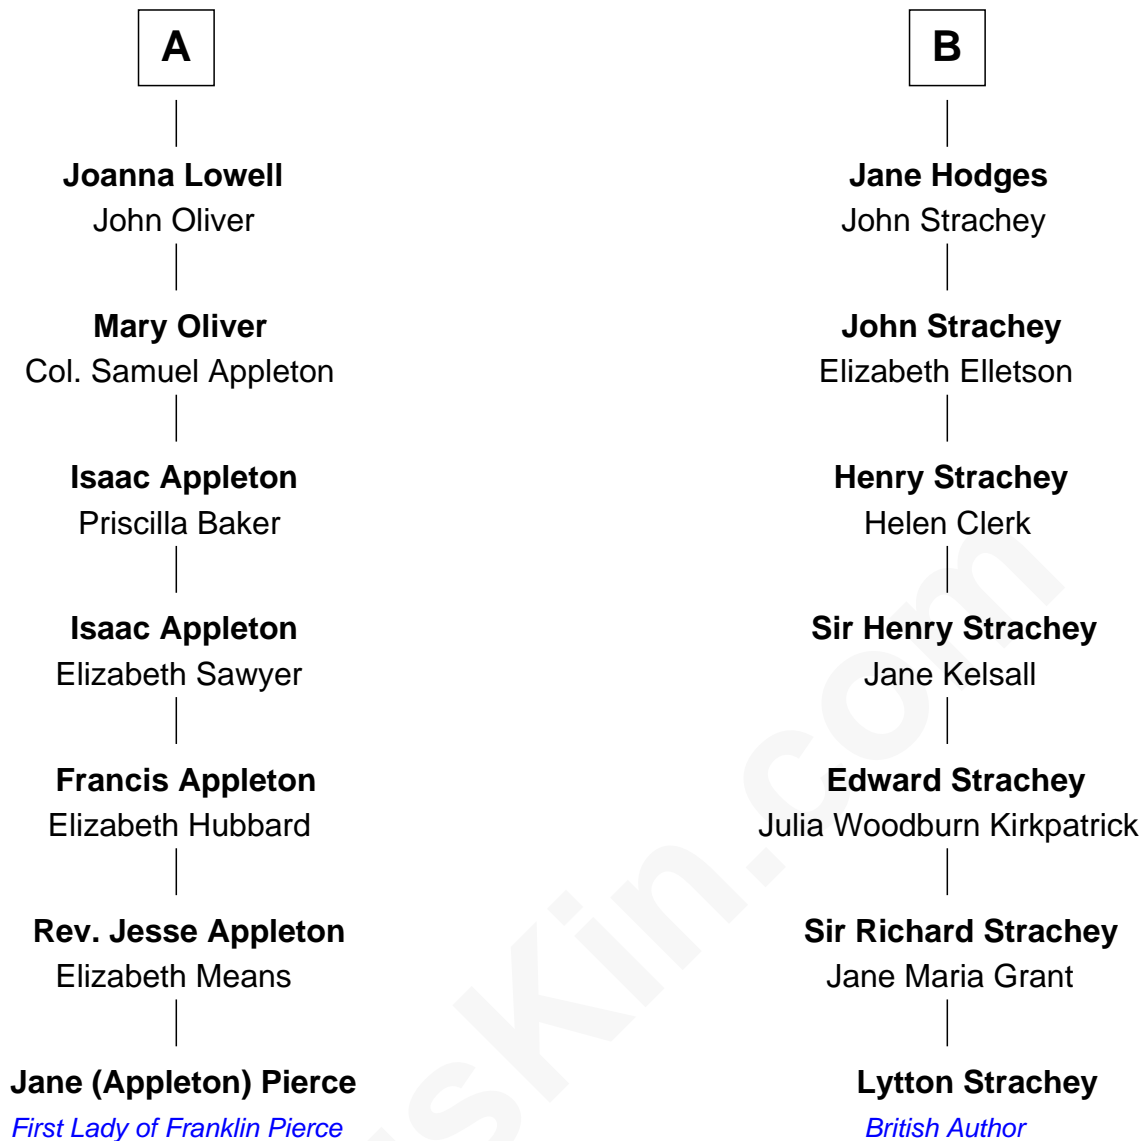 A
Joanna Lowell
John Oliver
Mary Oliver
Col. Samuel Appleton
Isaac Appleton
Priscilla Baker
Isaac Appleton
Elizabeth Sawyer
Francis Appleton
Elizabeth Hubbard
Rev. Jesse Appleton
Elizabeth Means
Jane (Appleton) Pierce
First Lady of Franklin Pierce
B
Jane Hodges
John Strachey
John Strachey
Elizabeth Elletson
Henry Strachey
Helen Clerk
Sir Henry Strachey
Jane Kelsall
Edward Strachey
Julia Woodburn Kirkpatrick
Sir Richard Strachey
Jane Maria Grant
Lytton Strachey
British Author
sKin.com